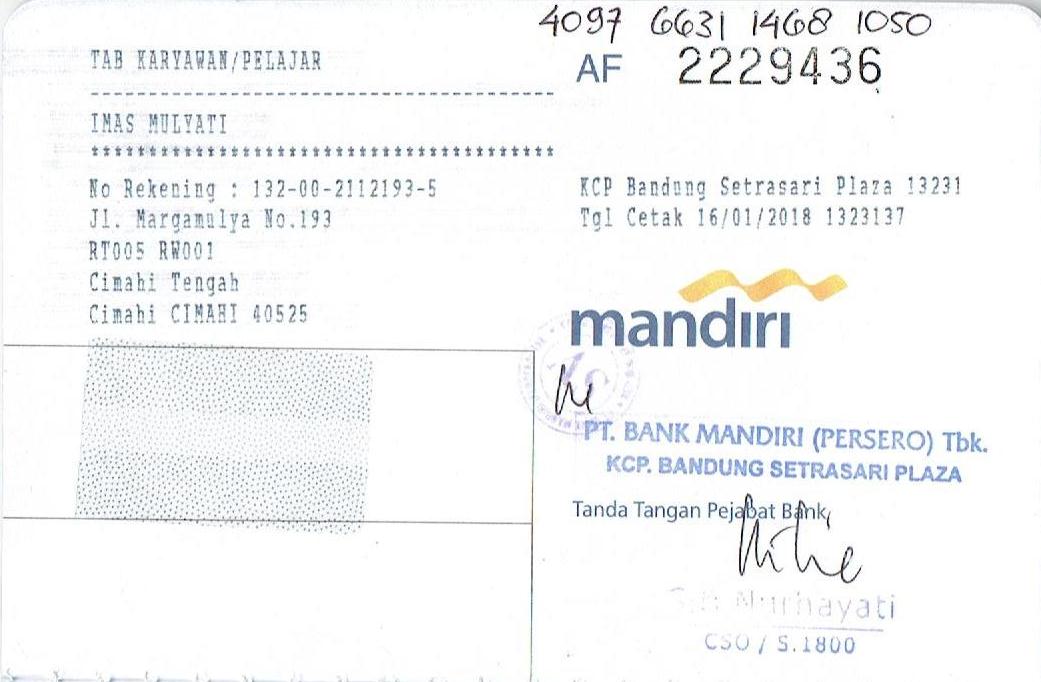 4097 6631 1468 1050
TAB KARYAWAN/PELAJAR
AF 2229436
IMAS MULYATI
****************************************
No Rekening : 132-00-2112193-5
Jl. Margamulya No.193
RT005 RW001
Cimahi Tengah
Cimahi CIMAHI 40525
KCP Bandung Setrasari Plaza 13231
Tgl Cetak 16/01/2018 1323137
mandiri
PT. BANK MANDIRI (PERSERO) Tbk.
KCP. BANDUNG SETRASARI PLAZA
Tanda Tangan Pejabat Bank,
Nurhayati
CSO / S.1800